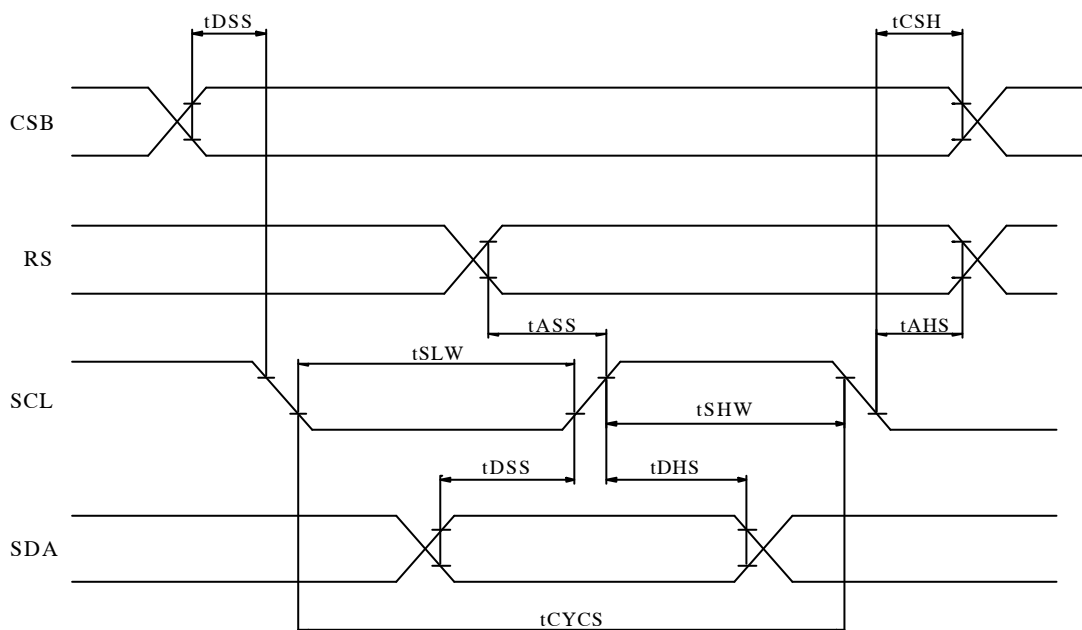 tDSS
tCSH
CSB
RS
tASS
tAHS
tSLW
SCL
tSHW
tDSS
tDHS
SDA
tCYCS